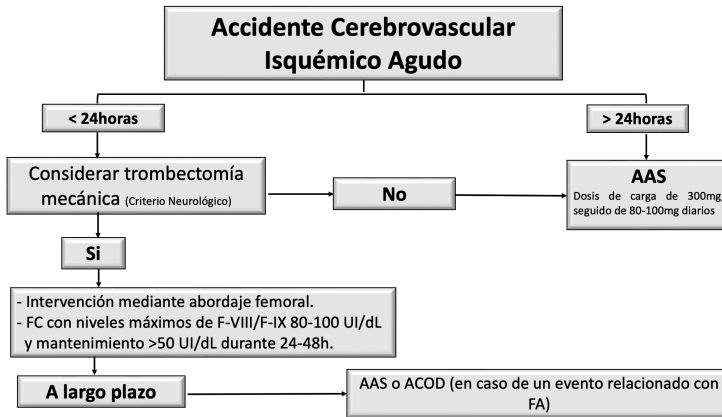 Accidente Cerebrovascular
Isquémico Agudo
< 24horas
> 24horas
Considerar trombectomía
mecánica (Criterio Neurológico)
No
AAS
Dosis de carga de 300mg,
seguido de 80-100mg diarios
Si
- Intervención mediante abordaje femoral.
- FC con niveles máximos de F-VIII/F-IX 80-100 UI/dL
y mantenimiento >50 UI/dL durante 24-48h.
A largo plazo
AAS o ACOD (en caso de un evento relacionado con
FA)